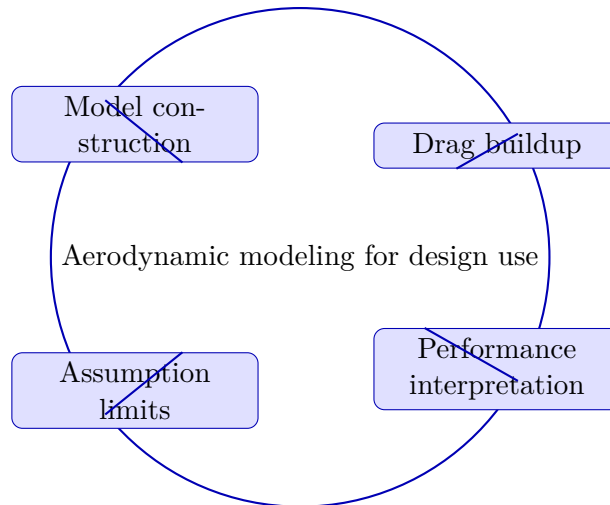 Model con-
struction
Drag buildup
Aerodynamic modeling for design use
Assumption
limits
Performance
interpretation